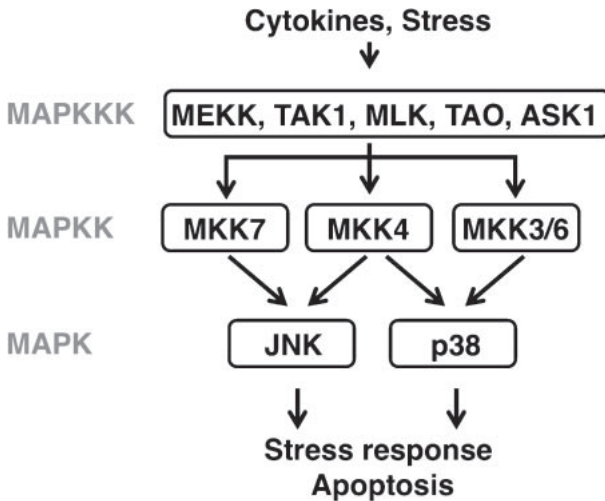 Cytokines, Stress
MAPKKK MEKK, TAK1, MLK, TAO, ASK1
MAPKK MKK7 MKK4 MKK3/6
MAPK JNK p38
Stress response
Apoptosis